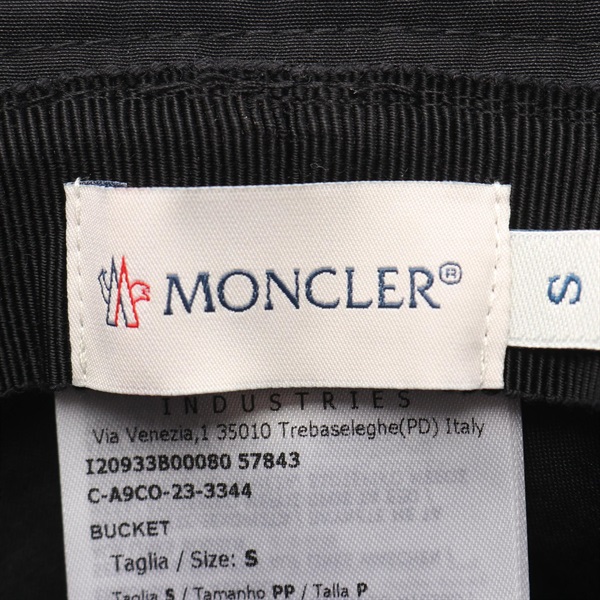 MONCLER®
S
INDUSTRIES
Via Venezia,1 35010 Trebaseleghe(PD) Italy
I20933B00080 57843
C-A9CO-23-3344
BUCKET
Taglia / Size: S
Taglia S / Tamanho PP / Talla P